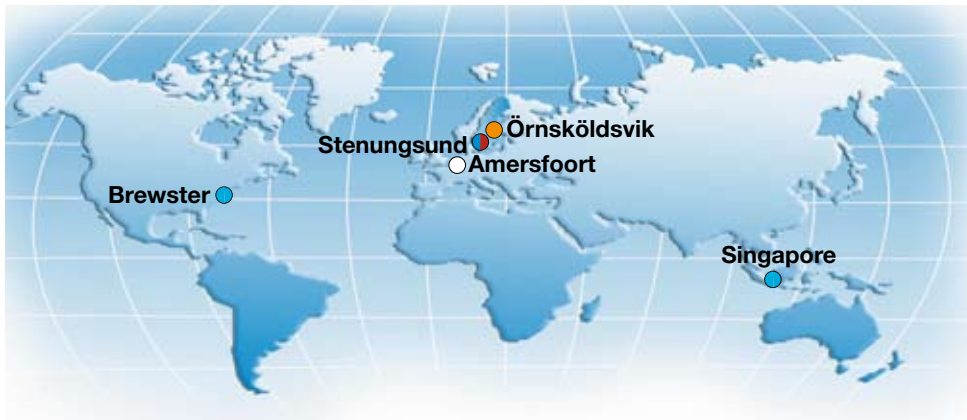 Örnsköldsvik
Stenungsund
Amersfoort
Brewster
Singapore